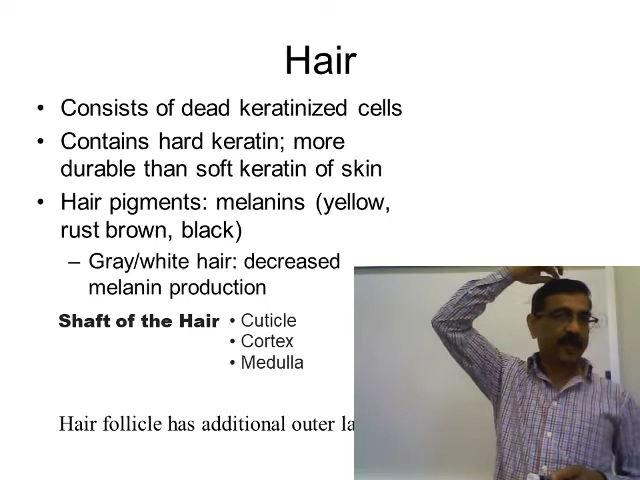 Hair
• Consists of dead keratinized cells
• Contains hard keratin; more
durable than soft keratin of skin
• Hair pigments: melanins (yellow,
rust brown, black)
– Gray/white hair: decreased
melanin production
Shaft of the Hair • Cuticle
• Cortex
• Medulla
Hair follicle has additional outer